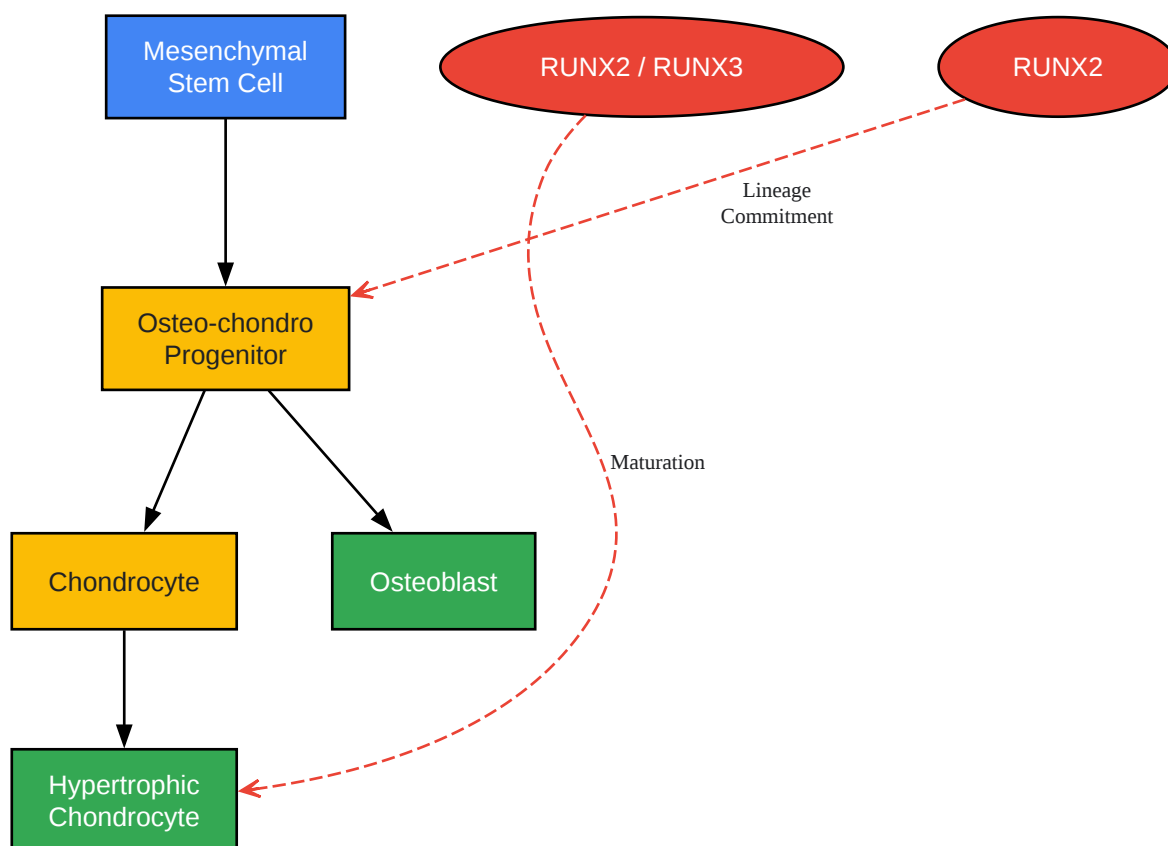 Mesenchymal
Stem Cell
RUNX2 / RUNX3
RUNX2
Lineage
Commitment
Osteo-chondro
Progenitor
Maturation
Chondrocyte
Osteoblast
Hypertrophic
Chondrocyte